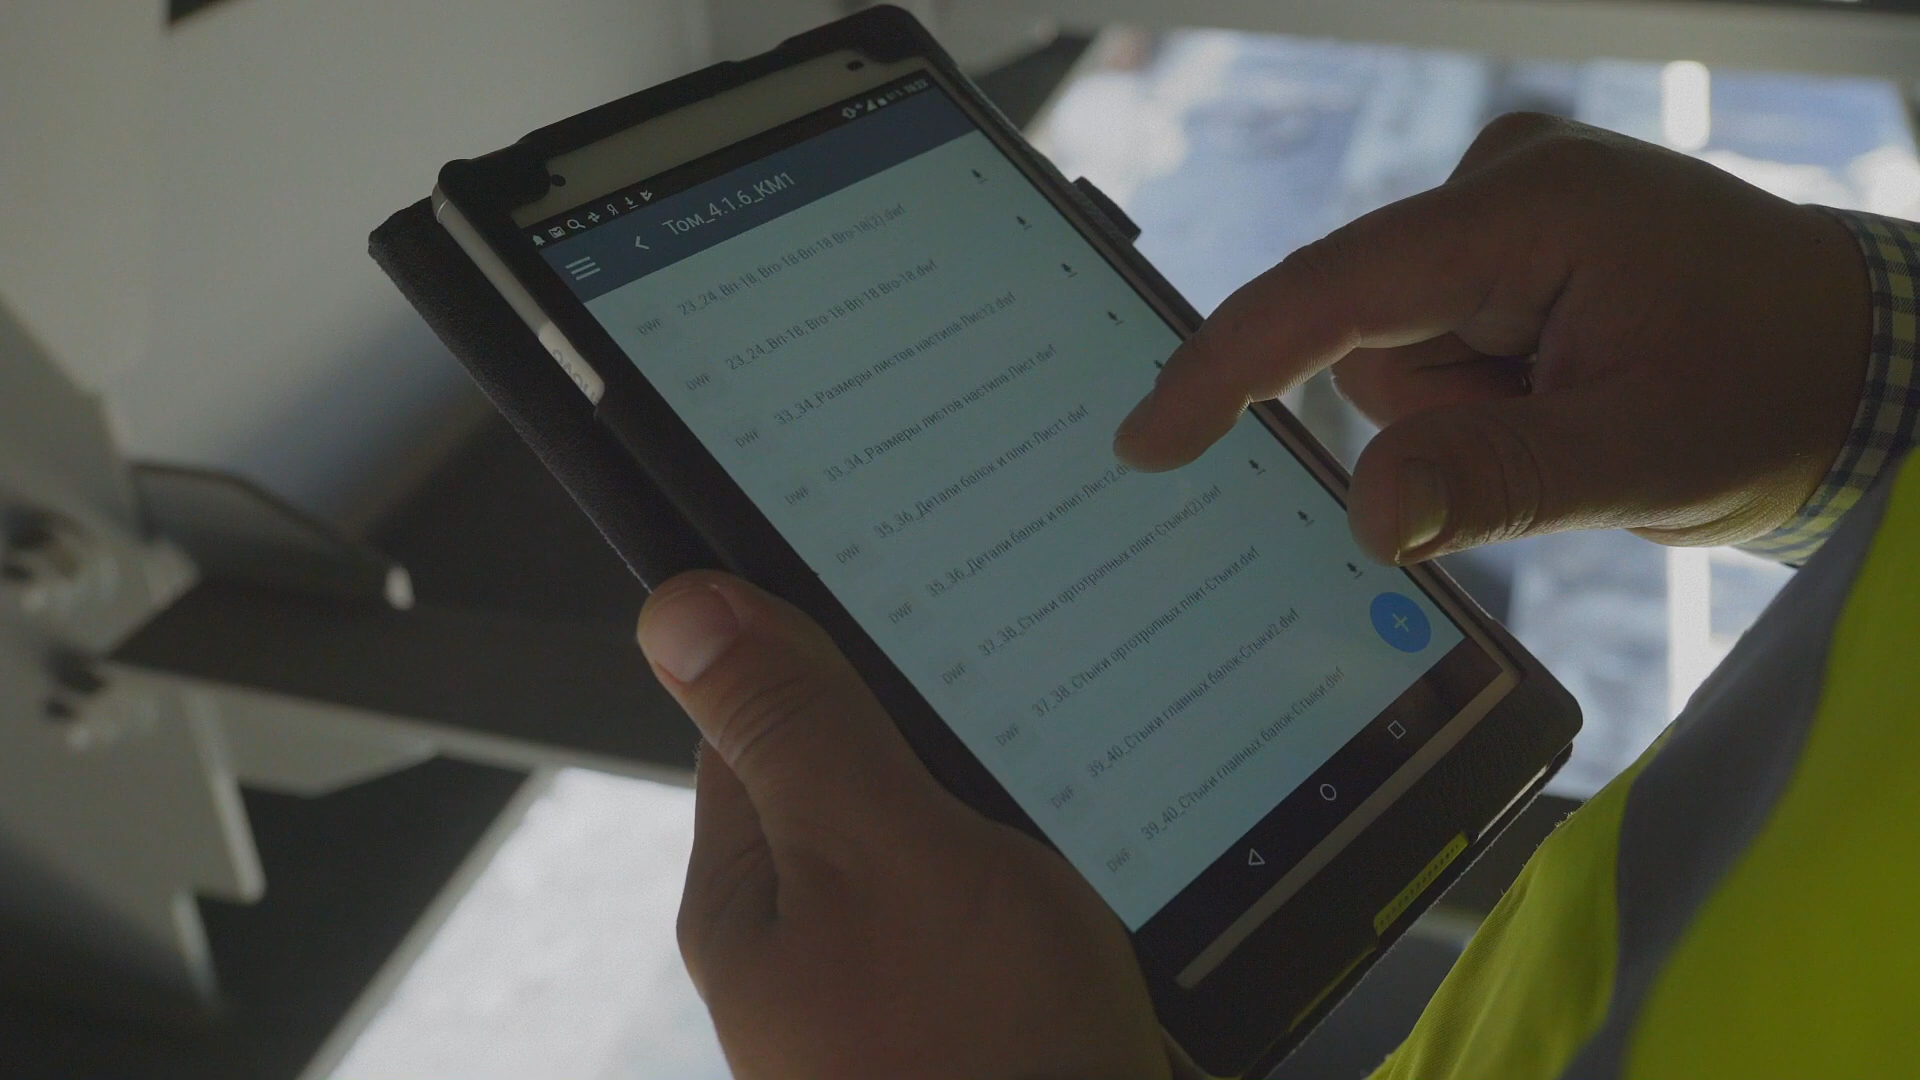 Том_4.1.6_КМ1
DWF 23_24_Вп-18, Вго-18-Вп-18 Вго-18(2).dwf
DWF 23_24_Вп-18, Вго-18-Вп-18 Вго-18.dwf
DWF 33_34_Размеры листов настила-Лист2.dwf
DWF 33_34_Размеры листов настила-Лист.dwf
DWF 35_36_Детали балок и плит-Лист1.dwf
DWF 35_36_Детали балок и плит-Лист2.d
DWF 37_38_Стыки ортотропных плит-Стыки(2).dwf
DWF 37_38_Стыки ортотропных плит-Стыки.dwf
DWF 39_40_Стыки главных балок-Стыки2.dwf
DWF 39_40_Стыки главных балок-Стыки.dwf